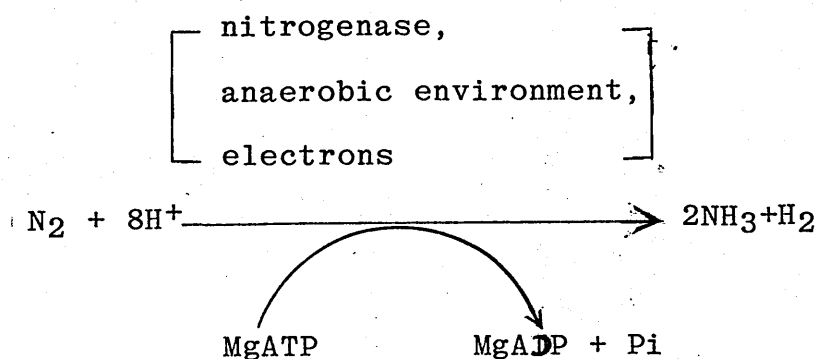 nitrogenase,
anaerobic environment,
electrons
N₂ + 8H⁺ → 2NH₃+H₂
MgATP MgADP + Pi